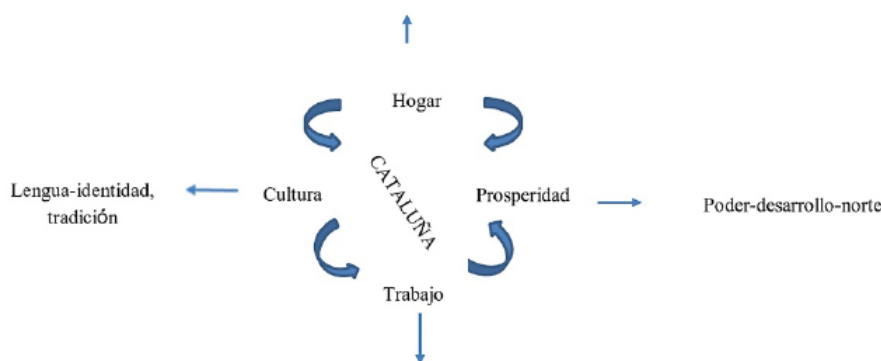 Hogar
CATALUÑA
Lengua-identidad,
tradición
Cultura
Prosperidad
Poder-desarrollo-norte
Trabajo